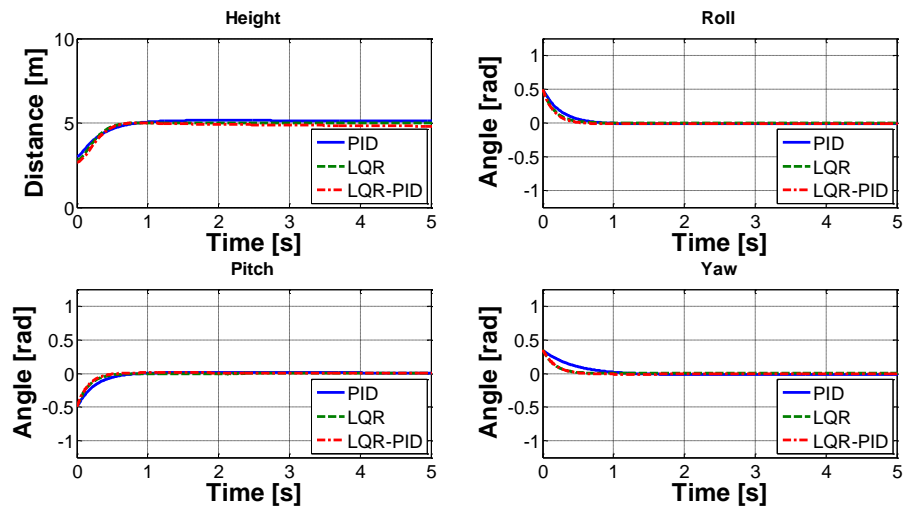 Height
Distance [m]
10
5
0
0 1 2 3 4 5
Time [s]
PID
LQR
LQR-PID
Roll
Angle [rad]
1
0.5
0
-0.5
-1
0 1 2 3 4 5
Time [s]
PID
LQR
LQR-PID
Pitch
Angle [rad]
1
0.5
0
-0.5
-1
0 1 2 3 4 5
Time [s]
PID
LQR
LQR-PID
Yaw
Angle [rad]
1
0.5
0
-0.5
-1
0 1 2 3 4 5
Time [s]
PID
LQR
LQR-PID